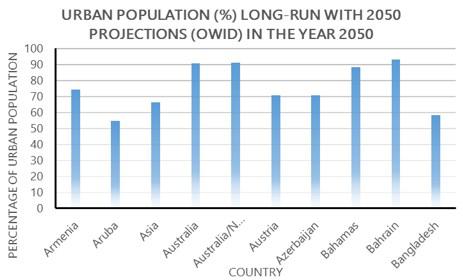 URBAN POPULATION (%) LONG-RUN WITH 2050
PROJECTIONS (OWID) IN THE YEAR 2050
PERCENTAGE OF URBAN POPULATION
100
90
80
70
60
50
40
30
20
10
0
Armenia
Aruba
Asia
Australia
Australia/N...
Austria
Azerbaijan
Bahamas
Bahrain
Bangladesh
COUNTRY